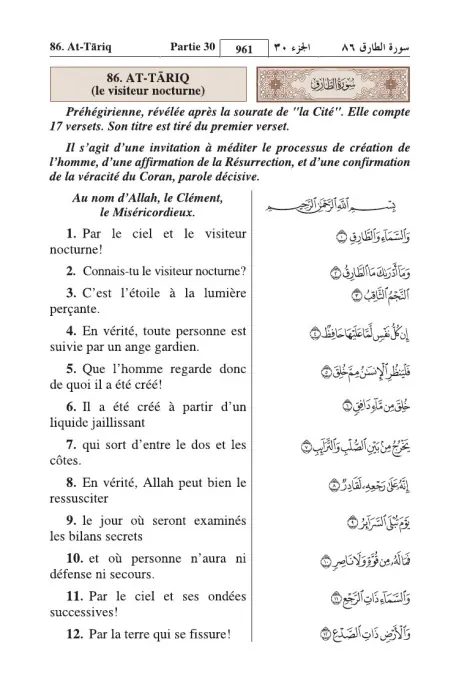 86. At-Tāriq Partie 30 961 الجزء ٣٠ سورة الطارق ٨٦
86. AT-TĀRIQ
(le visiteur nocturne)
سُورَةُ الطَّارِقِ
Préhégirienne, révélée après la sourate de "la Cité". Elle compte
17 versets. Son titre est tiré du premier verset.
Il s’agit d’une invitation à méditer le processus de création de
l’homme, d’une affirmation de la Résurrection, et d’une confirmation
de la véracité du Coran, parole décisive.
Au nom d’Allah, le Clément,
le Miséricordieux.
1. Par le ciel et le visiteur
nocturne!
2. Connais-tu le visiteur nocturne?
3. C’est l’étoile à la lumière
perçante.
4. En vérité, toute personne est
suivie par un ange gardien.
5. Que l’homme regarde donc
de quoi il a été créé!
6. Il a été créé à partir d’un
liquide jaillissant
7. qui sort d’entre le dos et les
côtes.
8. En vérité, Allah peut bien le
ressusciter
9. le jour où seront examinés
les bilans secrets
10. et où personne n’aura ni
défense ni secours.
11. Par le ciel et ses ondées
successives!
12. Par la terre qui se fissure!
بِسْمِ اللَّهِ الرَّحْمَٰنِ الرَّحِيمِ
وَالسَّمَاءِ وَالطَّارِقِ ١
وَمَا أَدْرَىٰكَ مَا الطَّارِقُ ٢
النَّجْمُ الثَّاقِبُ ٣
إِن كُلُّ نَفْسٍ لَّمَّا عَلَيْهَا حَافِظٌ ٤
فَلْيَنظُرِ الْإِنسَٰنُ مِمَّ خُلِقَ ٥
خُلِقَ مِن مَّاءٍ دَافِقٍ ٦
يَخْرُجُ مِنۢ بَيْنِ الصُّلْبِ وَالتَّرَائِبِ ٧
إِنَّهُ عَلَىٰ رَجْعِهِ لَقَادِرٌ ٨
يَوْمَ تُبْلَى السَّرَائِرُ ٩
فَمَا لَهُ مِن قُوَّةٍ وَلَا نَاصِرٍ ١٠
وَالسَّمَاءِ ذَاتِ الرَّجْعِ ١١
وَالْأَرْضِ ذَاتِ الصَّدْعِ ١٢